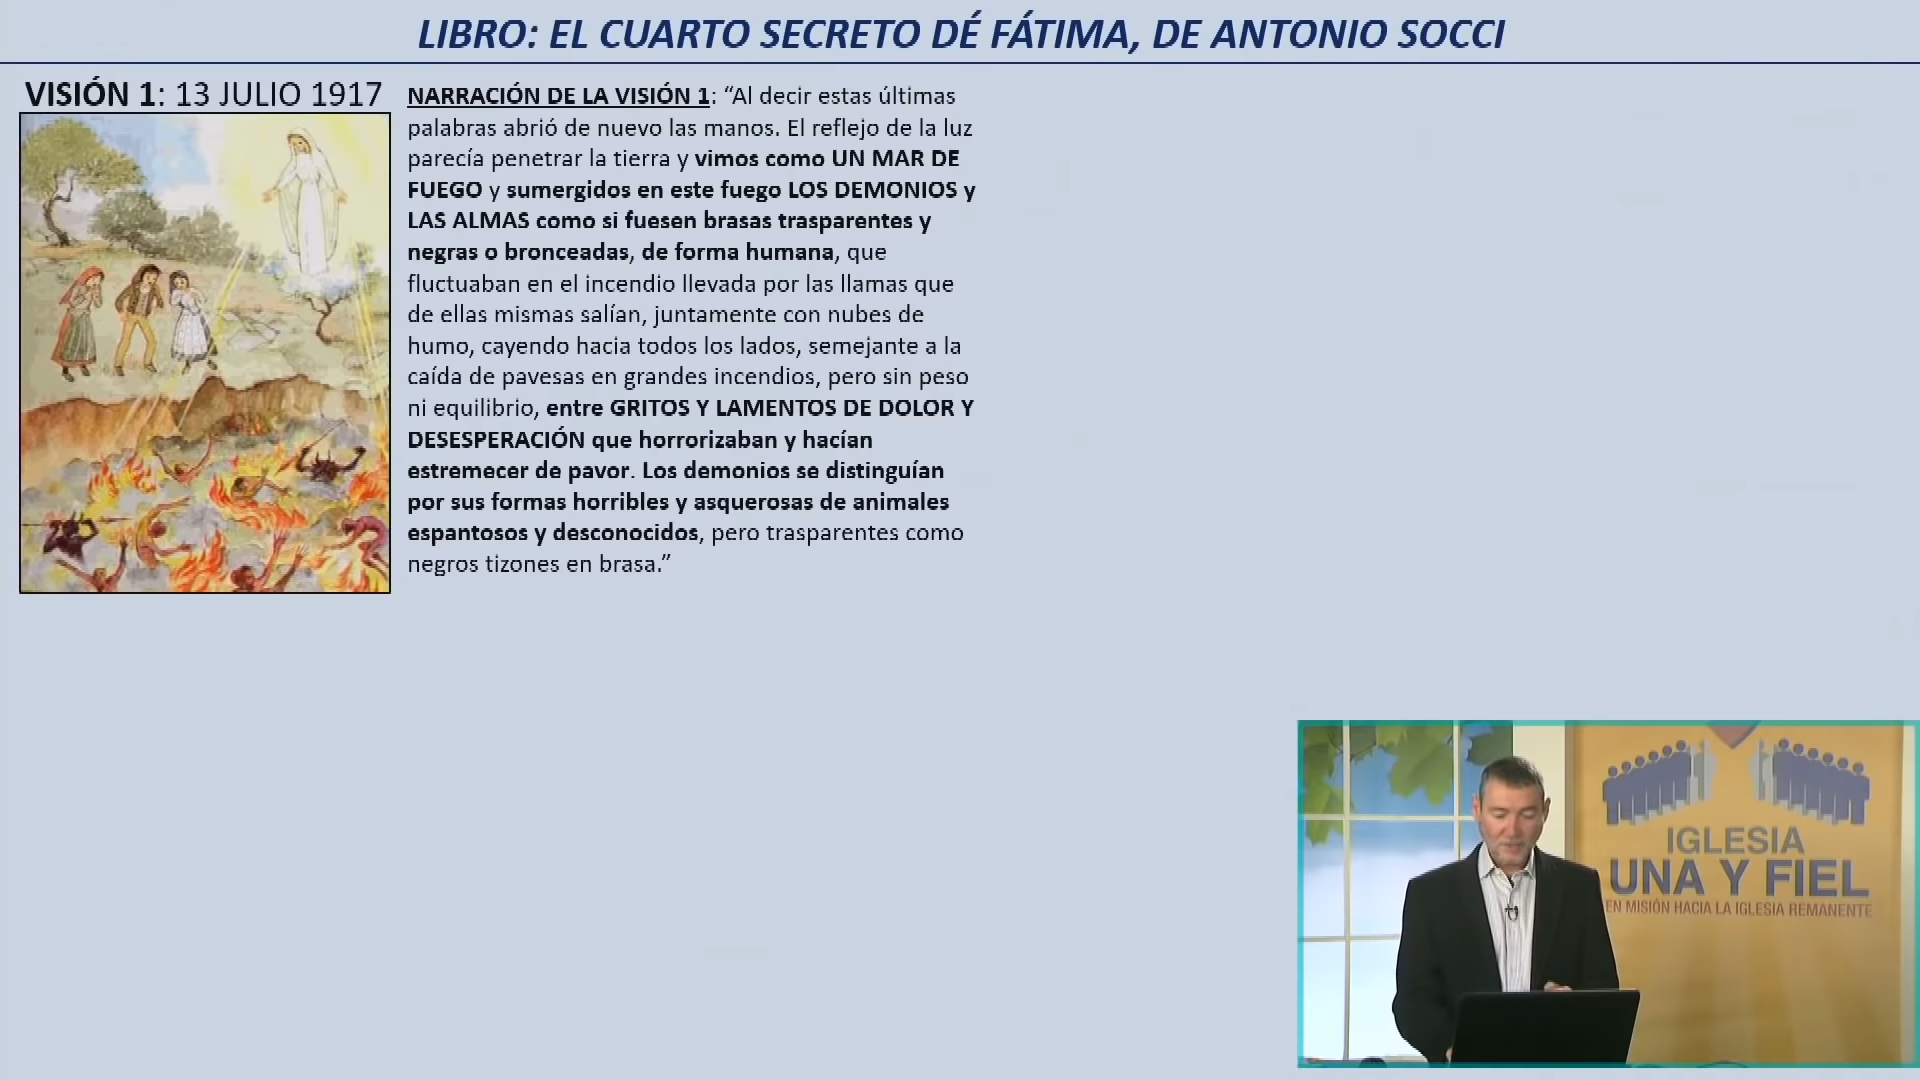 LIBRO: EL CUARTO SECRETO DÉ FÁTIMA, DE ANTONIO SOCCI
VISIÓN 1: 13 JULIO 1917
NARRACIÓN DE LA VISIÓN 1: “Al decir estas últimas
palabras abrió de nuevo las manos. El reflejo de la luz
parecía penetrar la tierra y vimos como UN MAR DE
FUEGO y sumergidos en este fuego LOS DEMONIOS y
LAS ALMAS como si fuesen brasas trasparentes y
negras o bronceadas, de forma humana, que
fluctuaban en el incendio llevada por las llamas que
de ellas mismas salían, juntamente con nubes de
humo, cayendo hacia todos los lados, semejante a la
caída de pavesas en grandes incendios, pero sin peso
ni equilibrio, entre GRITOS Y LAMENTOS DE DOLOR Y
DESESPERACIÓN que horrorizaban y hacían
estremecer de pavor. Los demonios se distinguían
por sus formas horribles y asquerosas de animales
espantosos y desconocidos, pero trasparentes como
negros tizones en brasa.”
IGLESIA
UNA Y FIEL
EN MISIÓN HACIA LA IGLESIA REMANENTE